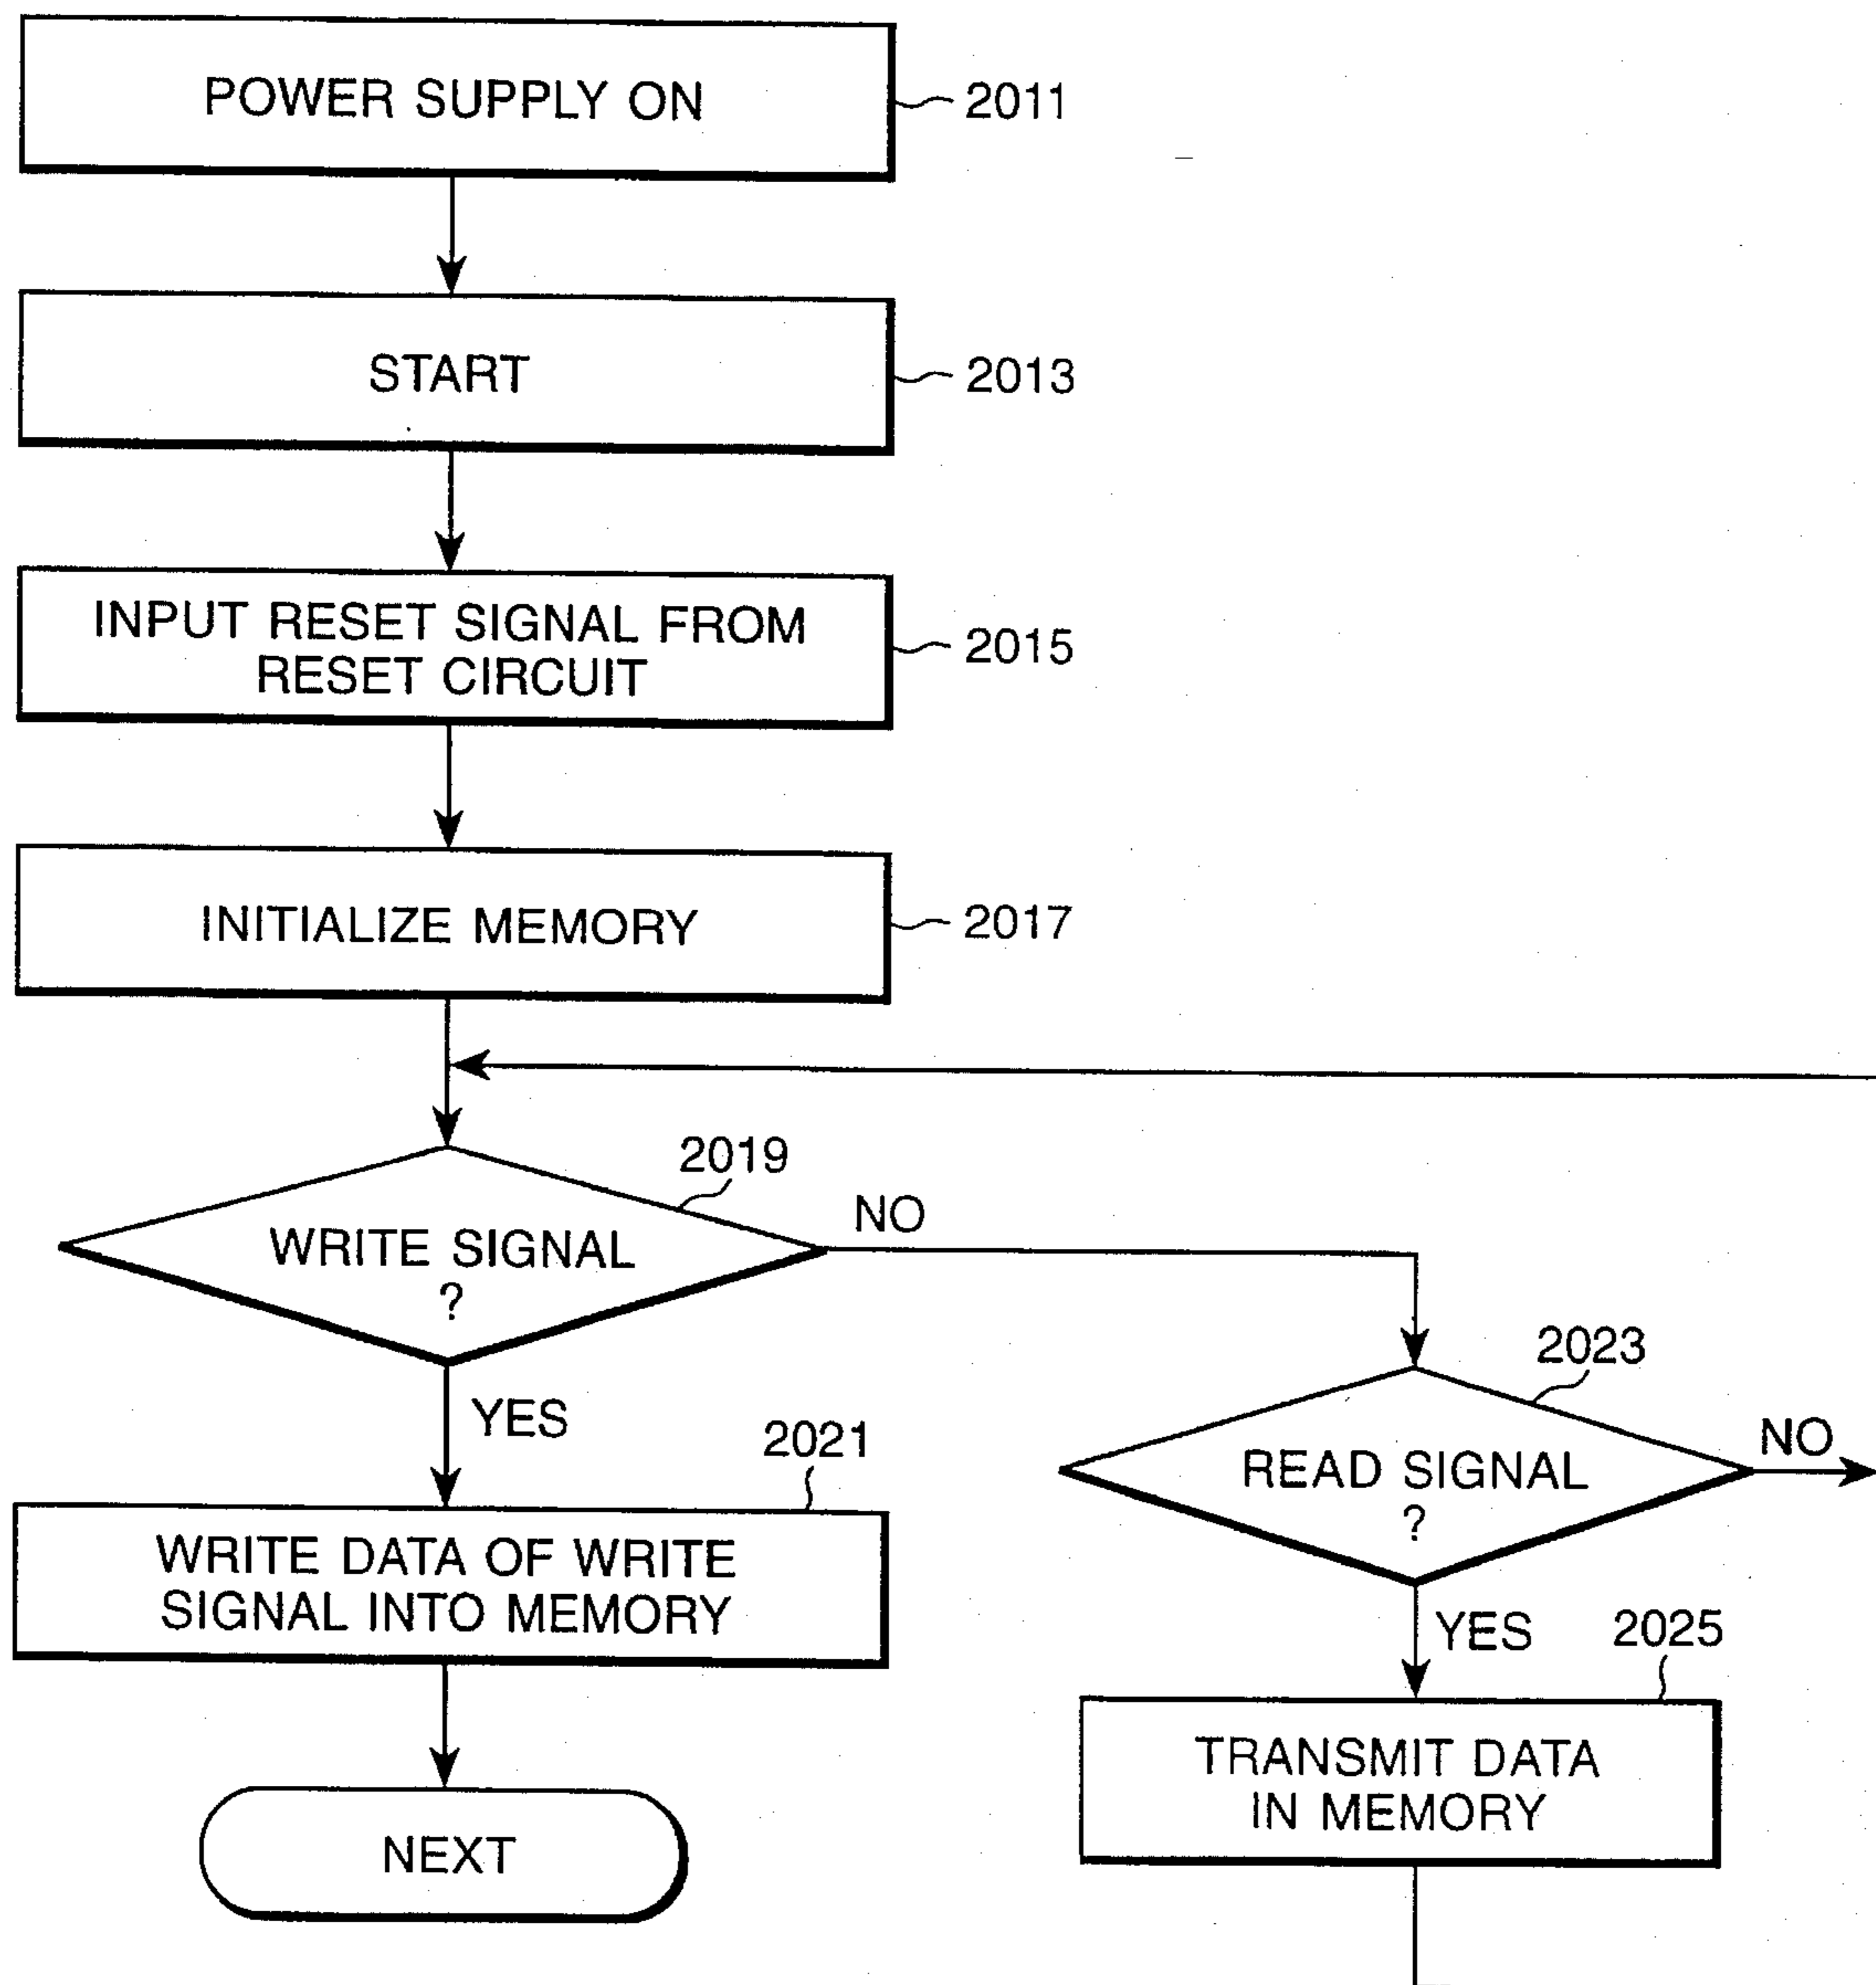 POWER SUPPLY ON
2011
START
2013
INPUT RESET SIGNAL FROM
RESET CIRCUIT
2015
INITIALIZE MEMORY
2017
2019
WRITE SIGNAL
?
NO
YES
2021
WRITE DATA OF WRITE
SIGNAL INTO MEMORY
NEXT
2023
READ SIGNAL
?
NO
YES
2025
TRANSMIT DATA
IN MEMORY